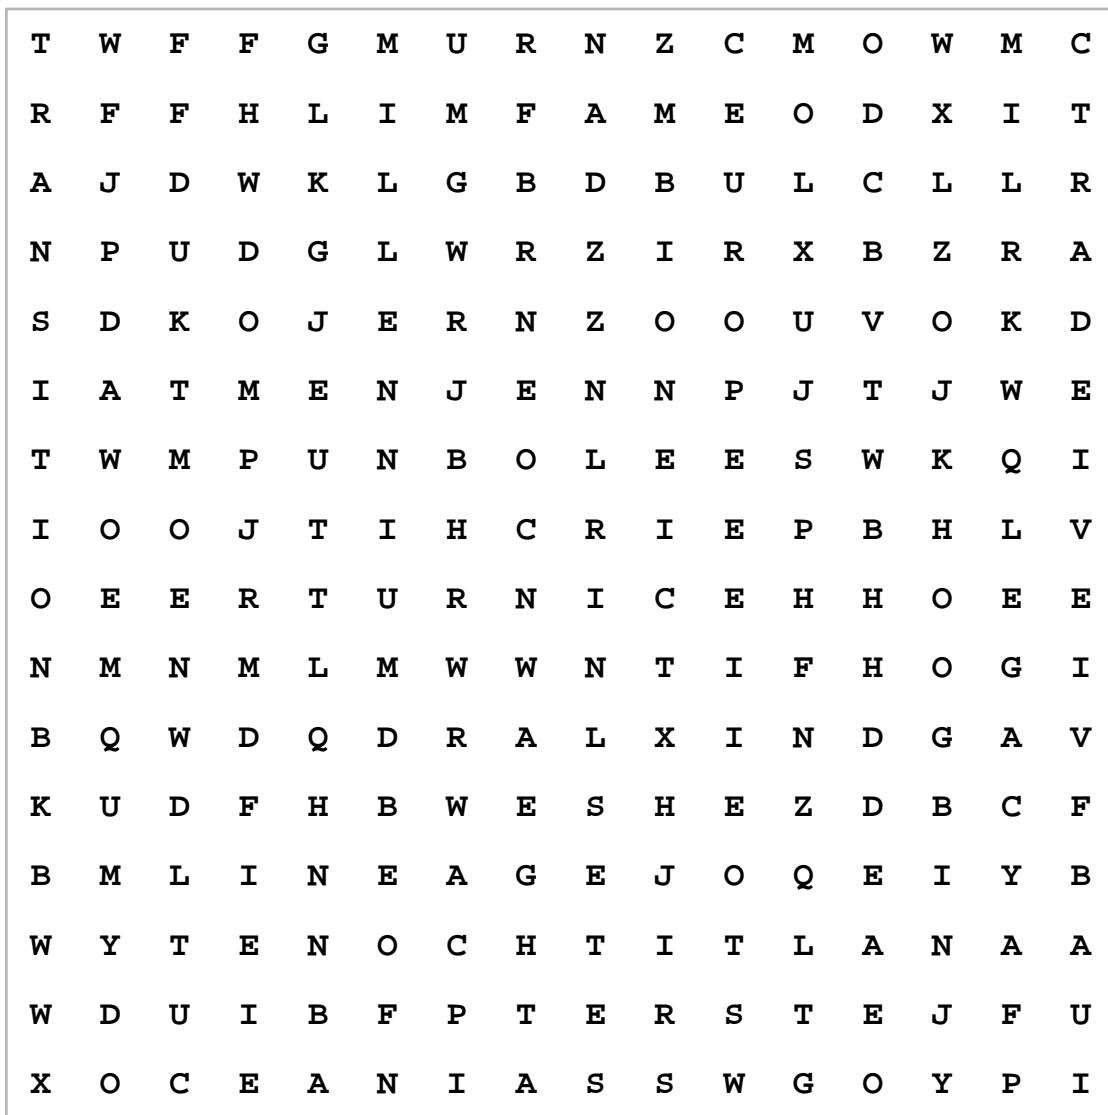 T W F F G M U R N Z C M O W M C
R F F H L I M F A M E O D X I T
A J D W K L G B D B U L C L L R
N P U D G L W R Z I R X B Z R A
S D K O J E R N Z O O U V O K D
I A T M E N J E N N P J T J W E
T W M P U N B O L E E S W K Q I
I O O J T I H C R I E P B H L V
O E E R T U R N I C E H H O E E
N M N M L M W W N T I F H O G I
B Q W D Q D R A L X I N D G A V
K U D F H B W E S H E Z D B C F
B M L I N E A G E J O Q E I Y B
W Y T E N O C H T I T L A N A A
W D U I B F P T E R S T E J F U
X O C E A N I A S S W G O Y P I